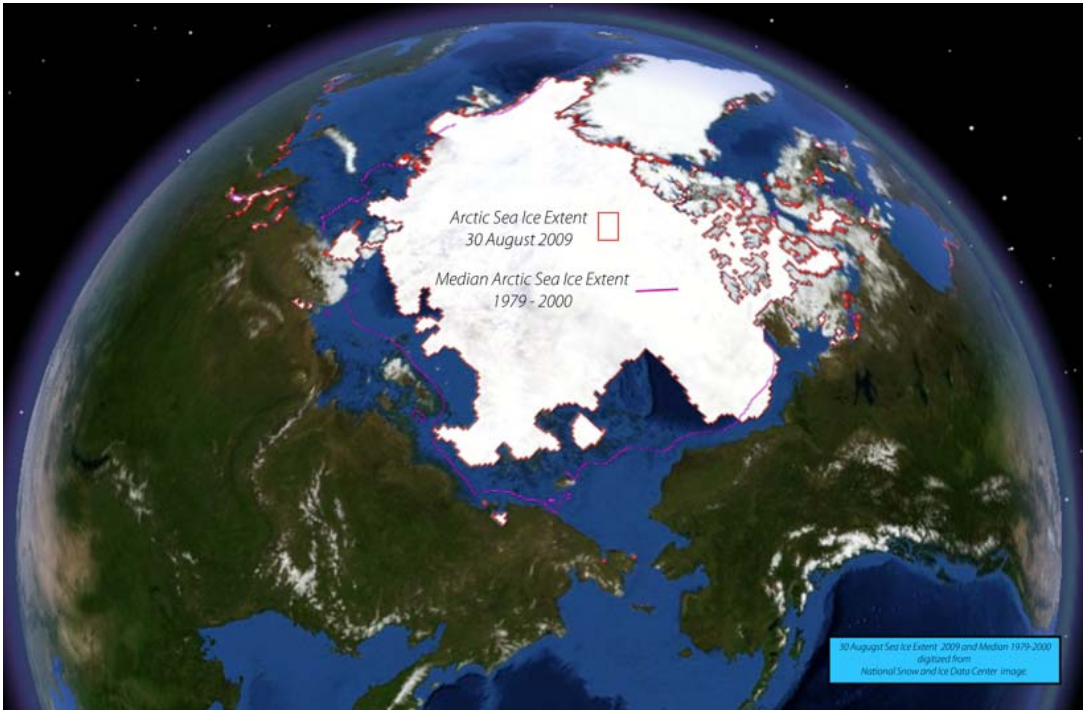 Arctic Sea Ice Extent
30 August 2009
Median Arctic Sea Ice Extent
1979 - 2000
30 Augugst Sea Ice Extent 2009 and Median 1979-2000
digitized from
National Snow and Ice Data Center image.